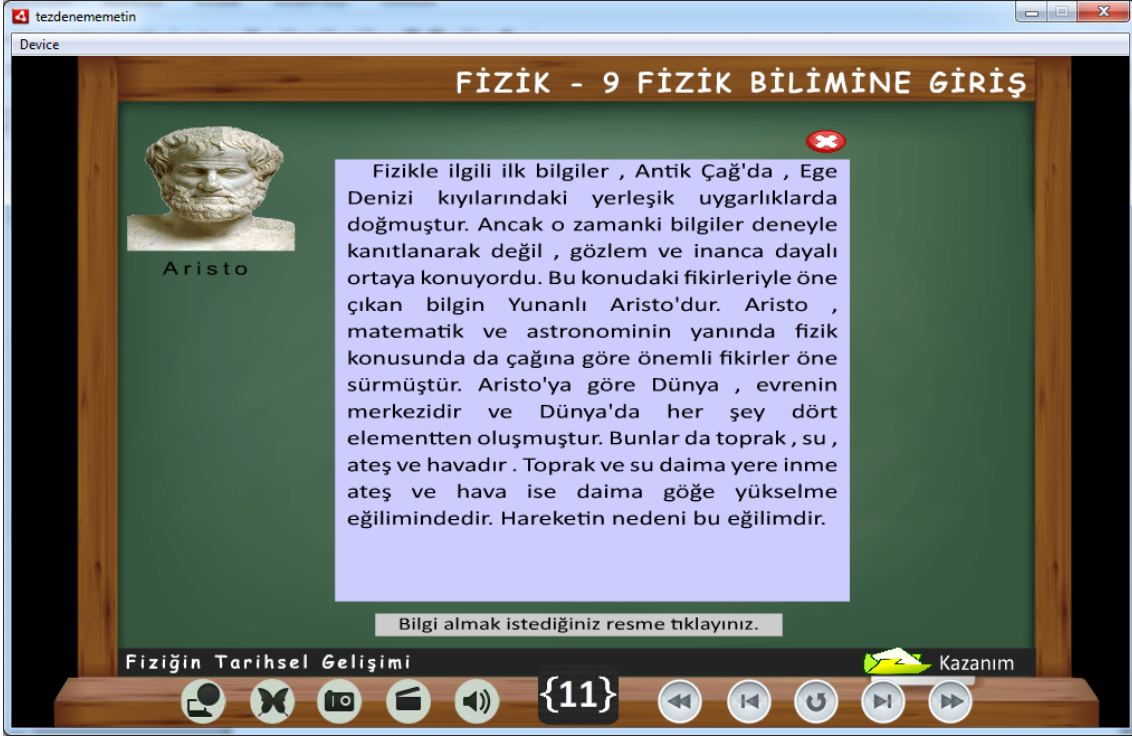 tezdenememetin
Device
FİZİK - 9 FİZİK BİLİMİNE GİRİŞ
Aristo
Fizikle ilgili ilk bilgiler , Antik Çağ'da , Ege
Denizi kıyılarındaki yerleşik uygarlıklarda
doğmuştur. Ancak o zamanki bilgiler deneyle
kanıtlanarak değil , gözlem ve inanca dayalı
ortaya konuyordu. Bu konudaki fikirleriyle öne
çıkan bilgin Yunanlı Aristo'dur. Aristo ,
matematik ve astronominin yanında fizik
konusunda da çağına göre önemli fikirler öne
sürmüştür. Aristo'ya göre Dünya , evrenin
merkezidir ve Dünya'da her şey dört
elementten oluşmuştur. Bunlar da toprak , su ,
ateş ve havadır . Toprak ve su daima yere inme
ateş ve hava ise daima göğe yükselme
eğilimindedir. Hareketin nedeni bu eğilimdir.
Bilgi almak istediğiniz resme tıklayınız.
Fiziğin Tarihsel Gelişimi
Kazanım
{11}